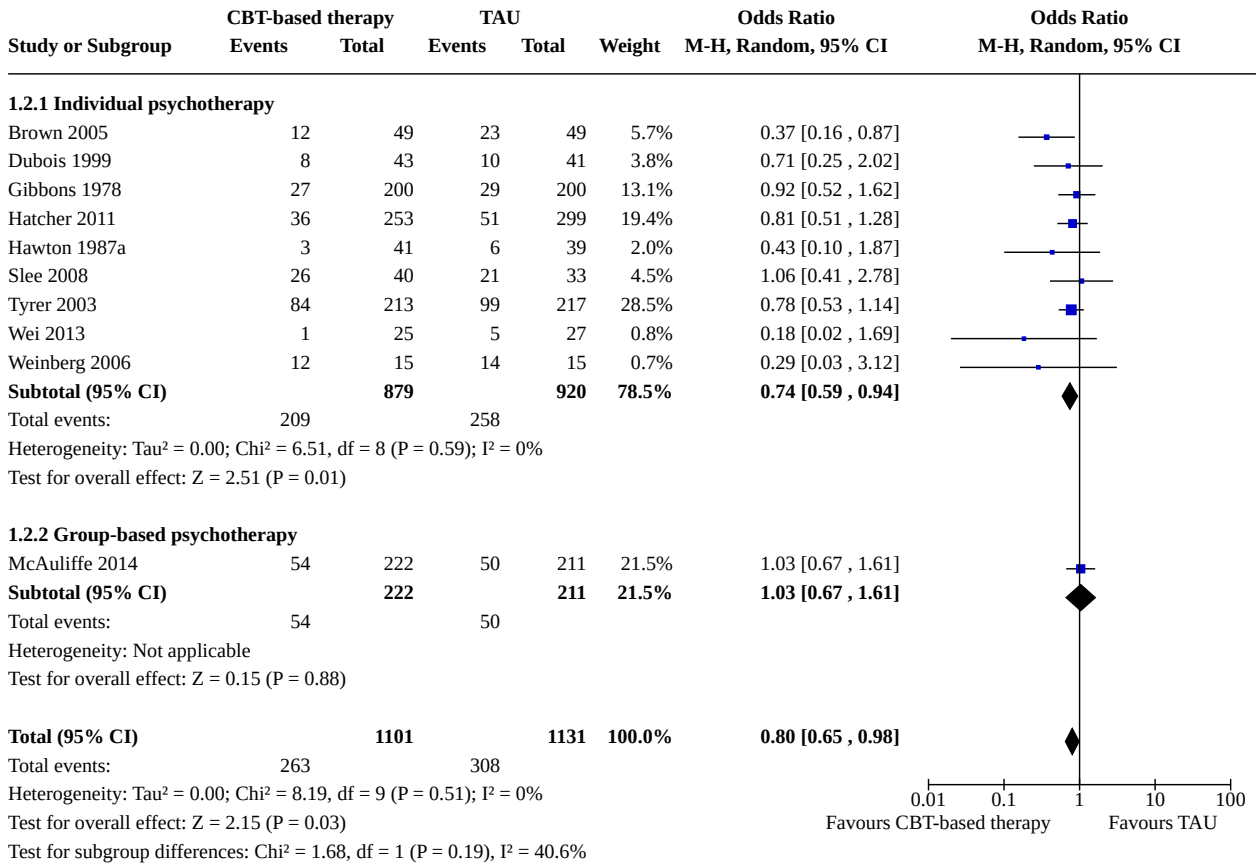 CBT-based therapy TAU Odds Ratio Odds Ratio
Study or Subgroup Events Total Events Total Weight M-H, Random, 95% CI M-H, Random, 95% CI
1.2.1 Individual psychotherapy
Brown 2005 12 49 23 49 5.7% 0.37 [0.16 , 0.87]
Dubois 1999 8 43 10 41 3.8% 0.71 [0.25 , 2.02]
Gibbons 1978 27 200 29 200 13.1% 0.92 [0.52 , 1.62]
Hatcher 2011 36 253 51 299 19.4% 0.81 [0.51 , 1.28]
Hawton 1987a 3 41 6 39 2.0% 0.43 [0.10 , 1.87]
Slee 2008 26 40 21 33 4.5% 1.06 [0.41 , 2.78]
Tyrer 2003 84 213 99 217 28.5% 0.78 [0.53 , 1.14]
Wei 2013 1 25 5 27 0.8% 0.18 [0.02 , 1.69]
Weinberg 2006 12 15 14 15 0.7% 0.29 [0.03 , 3.12]
Subtotal (95% CI) 879 920 78.5% 0.74 [0.59 , 0.94]
Total events: 209 258
Heterogeneity: Tau² = 0.00; Chi² = 6.51, df = 8 (P = 0.59); I² = 0%
Test for overall effect: Z = 2.51 (P = 0.01)
1.2.2 Group-based psychotherapy
McAuliffe 2014 54 222 50 211 21.5% 1.03 [0.67 , 1.61]
Subtotal (95% CI) 222 211 21.5% 1.03 [0.67 , 1.61]
Total events: 54 50
Heterogeneity: Not applicable
Test for overall effect: Z = 0.15 (P = 0.88)
Total (95% CI) 1101 1131 100.0% 0.80 [0.65 , 0.98]
Total events: 263 308
Heterogeneity: Tau² = 0.00; Chi² = 8.19, df = 9 (P = 0.51); I² = 0%
0.01 0.1 1 10 100
Test for overall effect: Z = 2.15 (P = 0.03) Favours CBT-based therapy Favours TAU
Test for subgroup differences: Chi² = 1.68, df = 1 (P = 0.19), I² = 40.6%